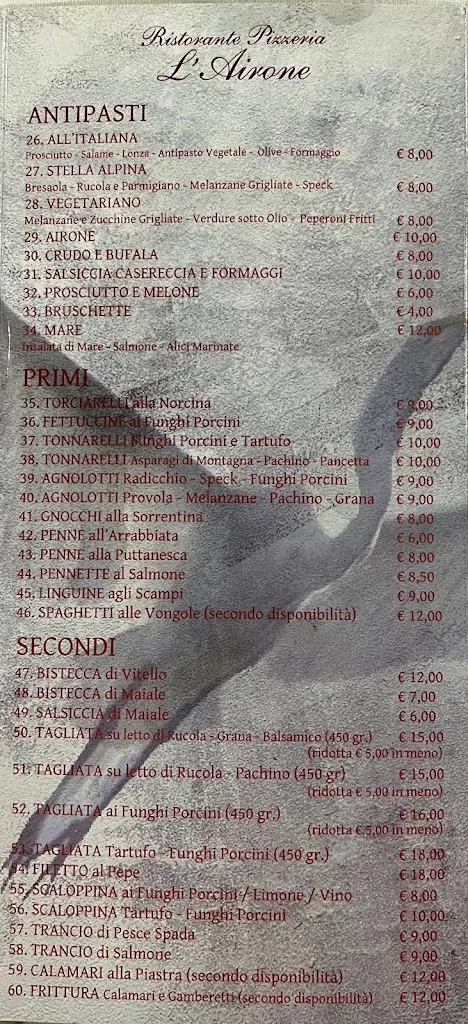 Ristorante Pizzeria
L'Airone
ANTIPASTI
26. ALL'ITALIANA
Prosciutto - Salame - Lonza - Antipasto Vegetale - Olive - Formaggio € 8,00
27. STELLA ALPINA
Bresaola - Rucola e Parmigiano - Melanzane Grigliate - Speck € 8,00
28. VEGETARIANO
Melanzane e Zucchine Grigliate - Verdure sotto Olio - Peperoni Fritti € 8,00
29. AIRONE € 10,00
30. CRUDO E BUFALA € 8,00
31. SALSICCIA CASERECCIA E FORMAGGI € 10,00
32. PROSCIUTTO E MELONE € 6,00
33. BRUSCHETTE € 4,00
34. MARE € 12,00
Insalata di Mare - Salmone - Alici Marinate
PRIMI
35. TORCIARELLI alla Norcina € 9,00
36. FETTUCCINE ai Funghi Porcini € 9,00
37. TONNARELLI Funghi Porcini e Tartufo € 10,00
38. TONNARELLI Asparagi di Montagna - Pachino - Pancetta € 10,00
39. AGNOLOTTI Radicchio - Speck - Funghi Porcini € 9,00
40. AGNOLOTTI Provola - Melanzane - Pachino - Grana € 9,00
41. GNOCCHI alla Sorrentina € 8,00
42. PENNE all'Arrabbiata € 6,00
43. PENNE alla Puttanesca € 8,00
44. PENNETTE al Salmone € 8,50
45. LINGUINE agli Scampi € 9,00
46. SPAGHETTI alle Vongole (secondo disponibilità) € 12,00
SECONDI
47. BISTECCA di Vitello € 12,00
48. BISTECCA di Maiale € 7,00
49. SALSICCIA di Maiale € 6,00
50. TAGLIATA su letto di Rucola - Grana - Balsamico (450 gr.) € 15,00
(ridotta € 5,00 in meno)
51. TAGLIATA su letto di Rucola - Pachino (450 gr) € 15,00
(ridotta € 5,00 in meno)
52. TAGLIATA ai Funghi Porcini (450 gr.) € 16,00
(ridotta € 5,00 in meno)
53. TAGLIATA Tartufo - Funghi Porcini (450 gr.) € 18,00
54. FILETTO al Pepe € 18,00
55. SCALOPPINA ai Funghi Porcini / Limone / Vino € 8,00
56. SCALOPPINA Tartufo - Funghi Porcini € 10,00
57. TRANCIO di Pesce Spada € 9,00
58. TRANCIO di Salmone € 9,00
59. CALAMARI alla Piastra (secondo disponibilità) € 12,00
60. FRITTURA Calamari e Gamberetti (secondo disponibilità) € 12,00